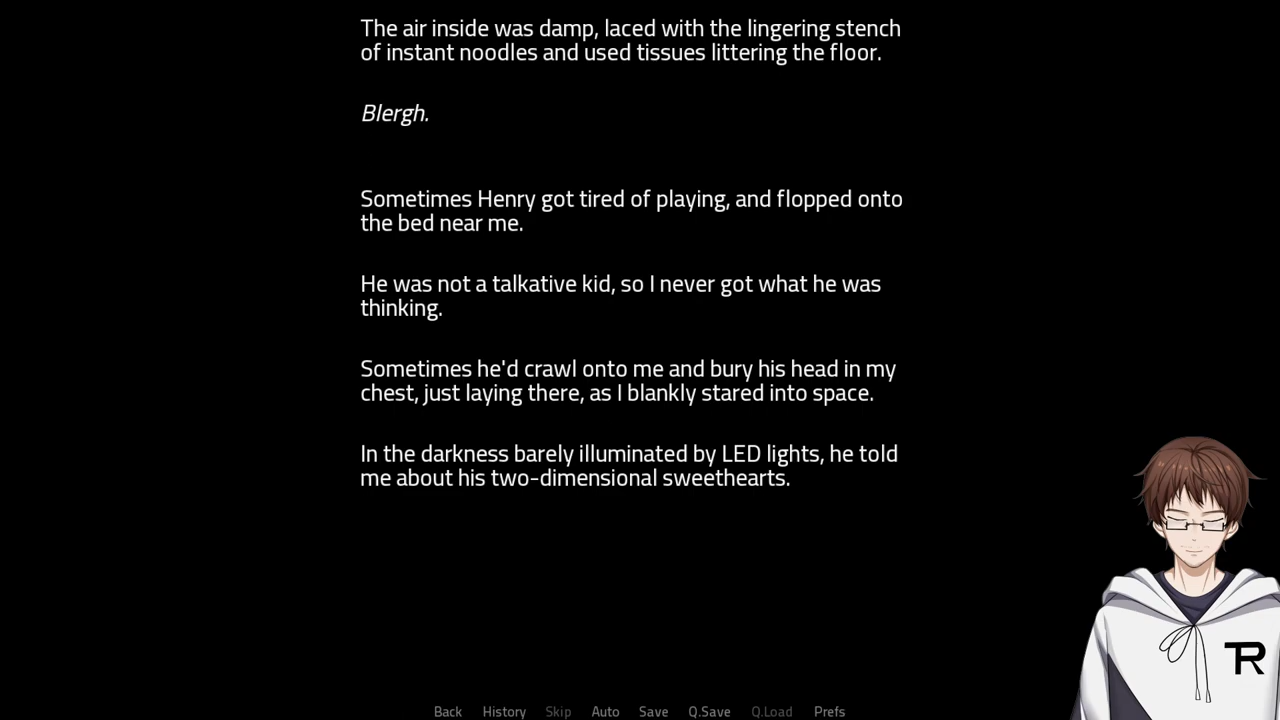 The air inside was damp, laced with the lingering stench
of instant noodles and used tissues littering the floor.
Blergh.
Sometimes Henry got tired of playing, and flopped onto
the bed near me.
He was not a talkative kid, so I never got what he was
thinking.
Sometimes he'd crawl onto me and bury his head in my
chest, just laying there, as I blankly stared into space.
In the darkness barely illuminated by LED lights, he told
me about his two-dimensional sweethearts.
TR
Back History Skip Auto Save Q.Save Q.Load Prefs